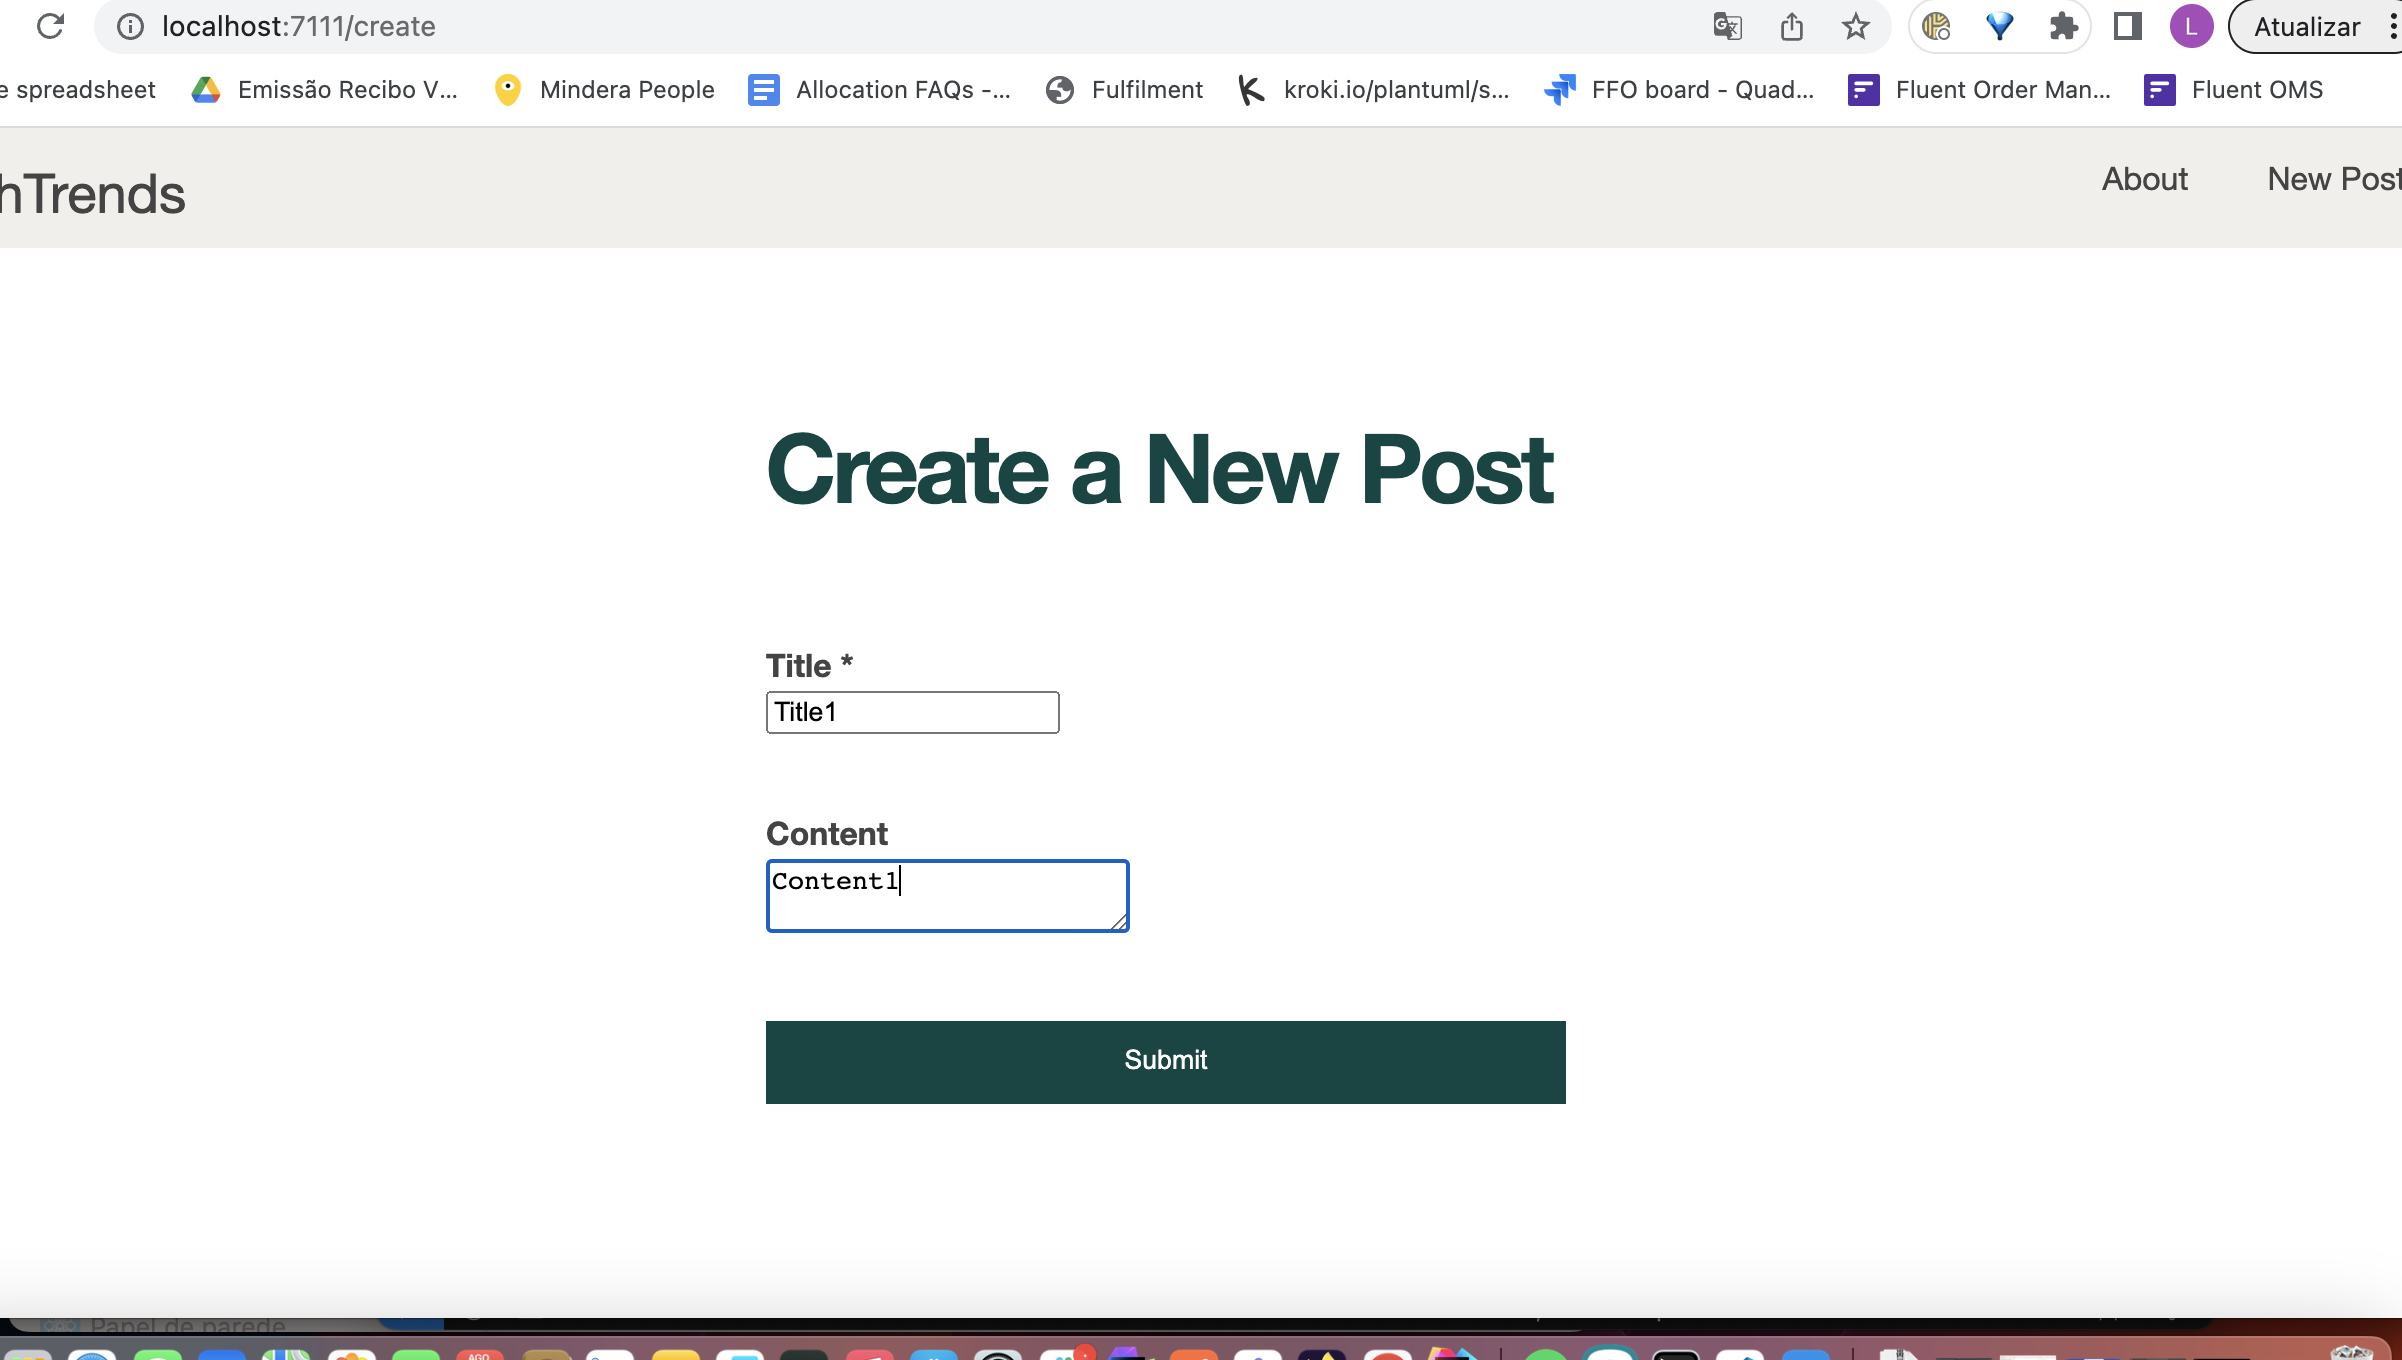 localhost:7111/create
L
Atualizar
e spreadsheet
Emissão Recibo V...
Mindera People
Allocation FAQs -...
Fulfilment
kroki.io/plantuml/s...
FFO board - Quad...
Fluent Order Man...
Fluent OMS
hTrends
About
New Post
Create a New Post
Title *
Title1
Content
Content1
Submit
Papel de parede
AGO